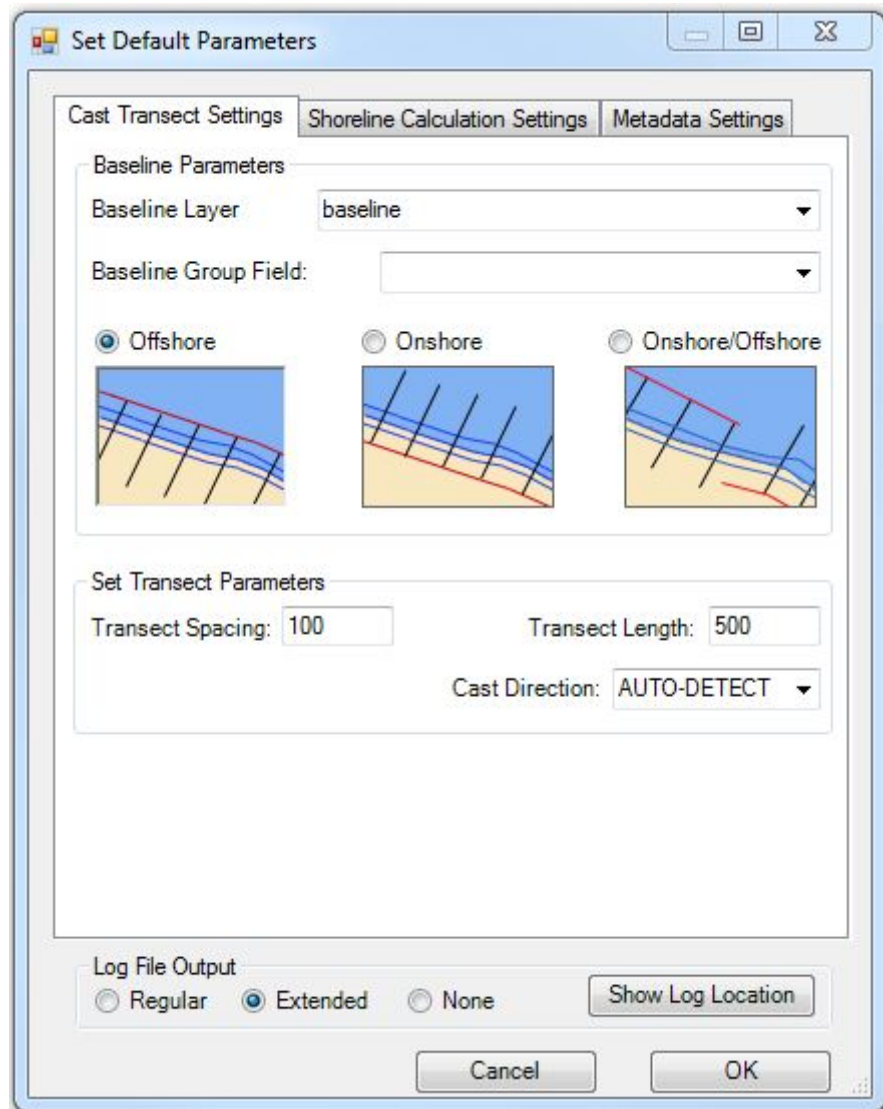 Set Default Parameters
Cast Transect Settings Shoreline Calculation Settings Metadata Settings
Baseline Parameters
Baseline Layer baseline
Baseline Group Field:
Offshore Onshore Onshore/Offshore
Set Transect Parameters
Transect Spacing: 100 Transect Length: 500
Cast Direction: AUTO-DETECT
Log File Output
Regular Extended None Show Log Location
Cancel OK